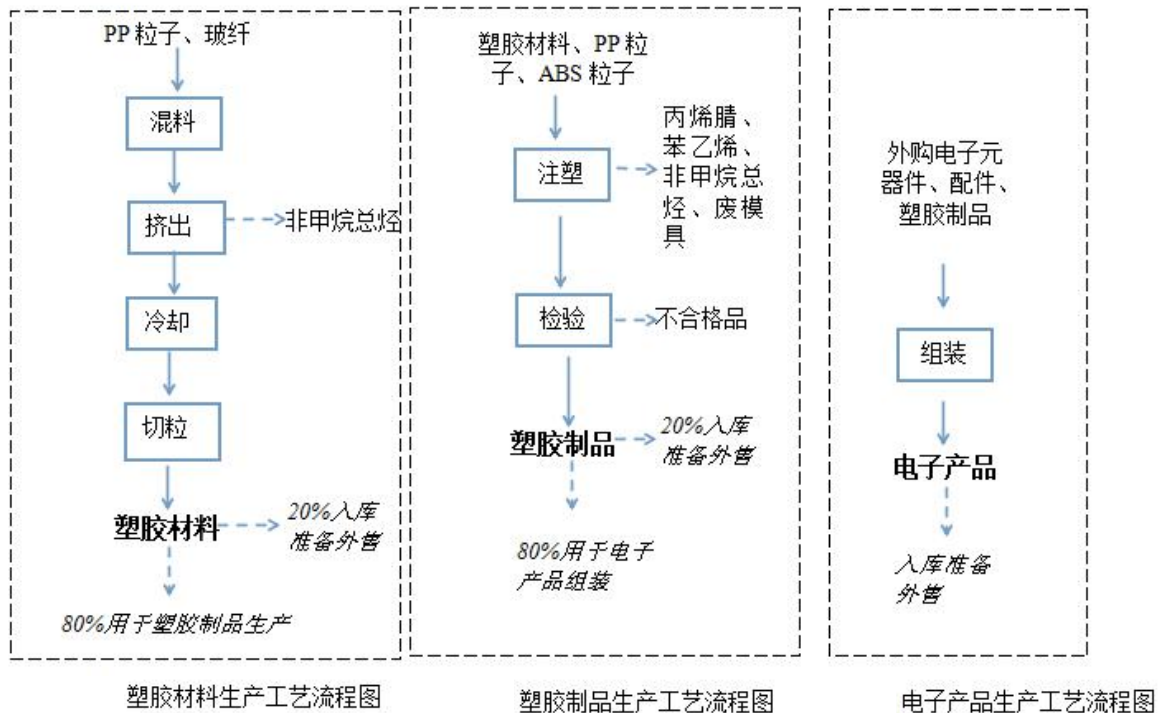 PP 粒子、玻纤
混料
挤出
非甲烷总烃
冷却
切粒
塑胶材料
20%入库
准备外售
80%用于塑胶制品生产
塑胶材料生产工艺流程图
塑胶材料、PP 粒
子、ABS 粒子
注塑
丙烯腈、
苯乙烯、
非甲烷总
烃、废模
具
检验
不合格品
塑胶制品
20%入库
准备外售
80%用于电子
产品组装
塑胶制品生产工艺流程图
外购电子元
器件、配件、
塑胶制品
组装
电子产品
入库准备
外售
电子产品生产工艺流程图